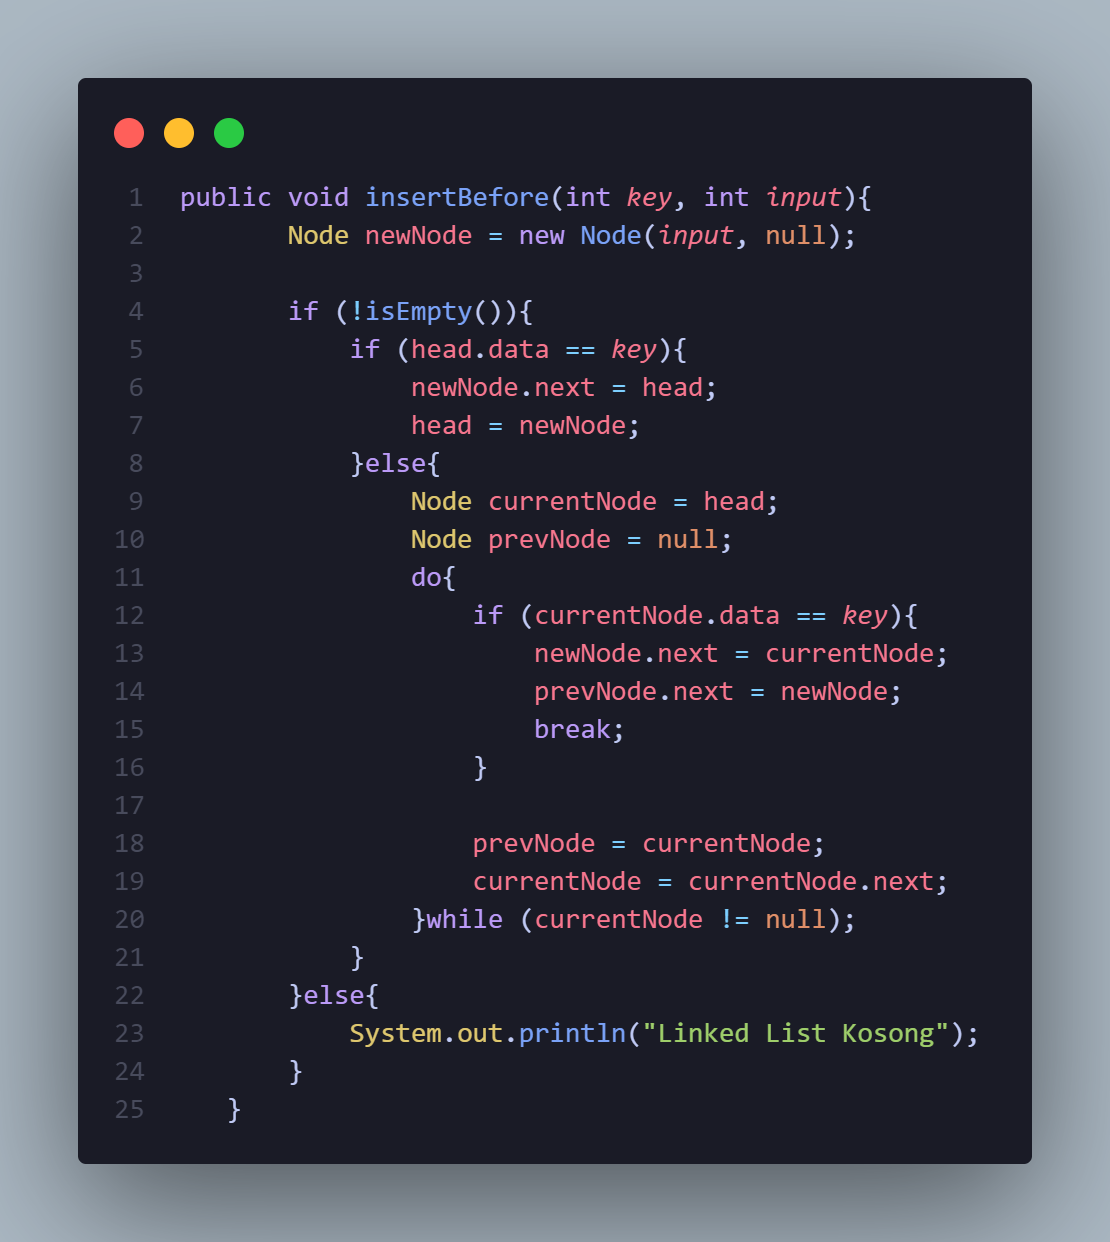 1 public void insertBefore(int key, int input){
2 Node newNode = new Node(input, null);
3
4 if (!isEmpty()){
5 if (head.data == key){
6 newNode.next = head;
7 head = newNode;
8 }else{
9 Node currentNode = head;
10 Node prevNode = null;
11 do{
12 if (currentNode.data == key){
13 newNode.next = currentNode;
14 prevNode.next = newNode;
15 break;
16 }
17
18 prevNode = currentNode;
19 currentNode = currentNode.next;
20 }while (currentNode != null);
21 }
22 }else{
23 System.out.println("Linked List Kosong");
24 }
25 }